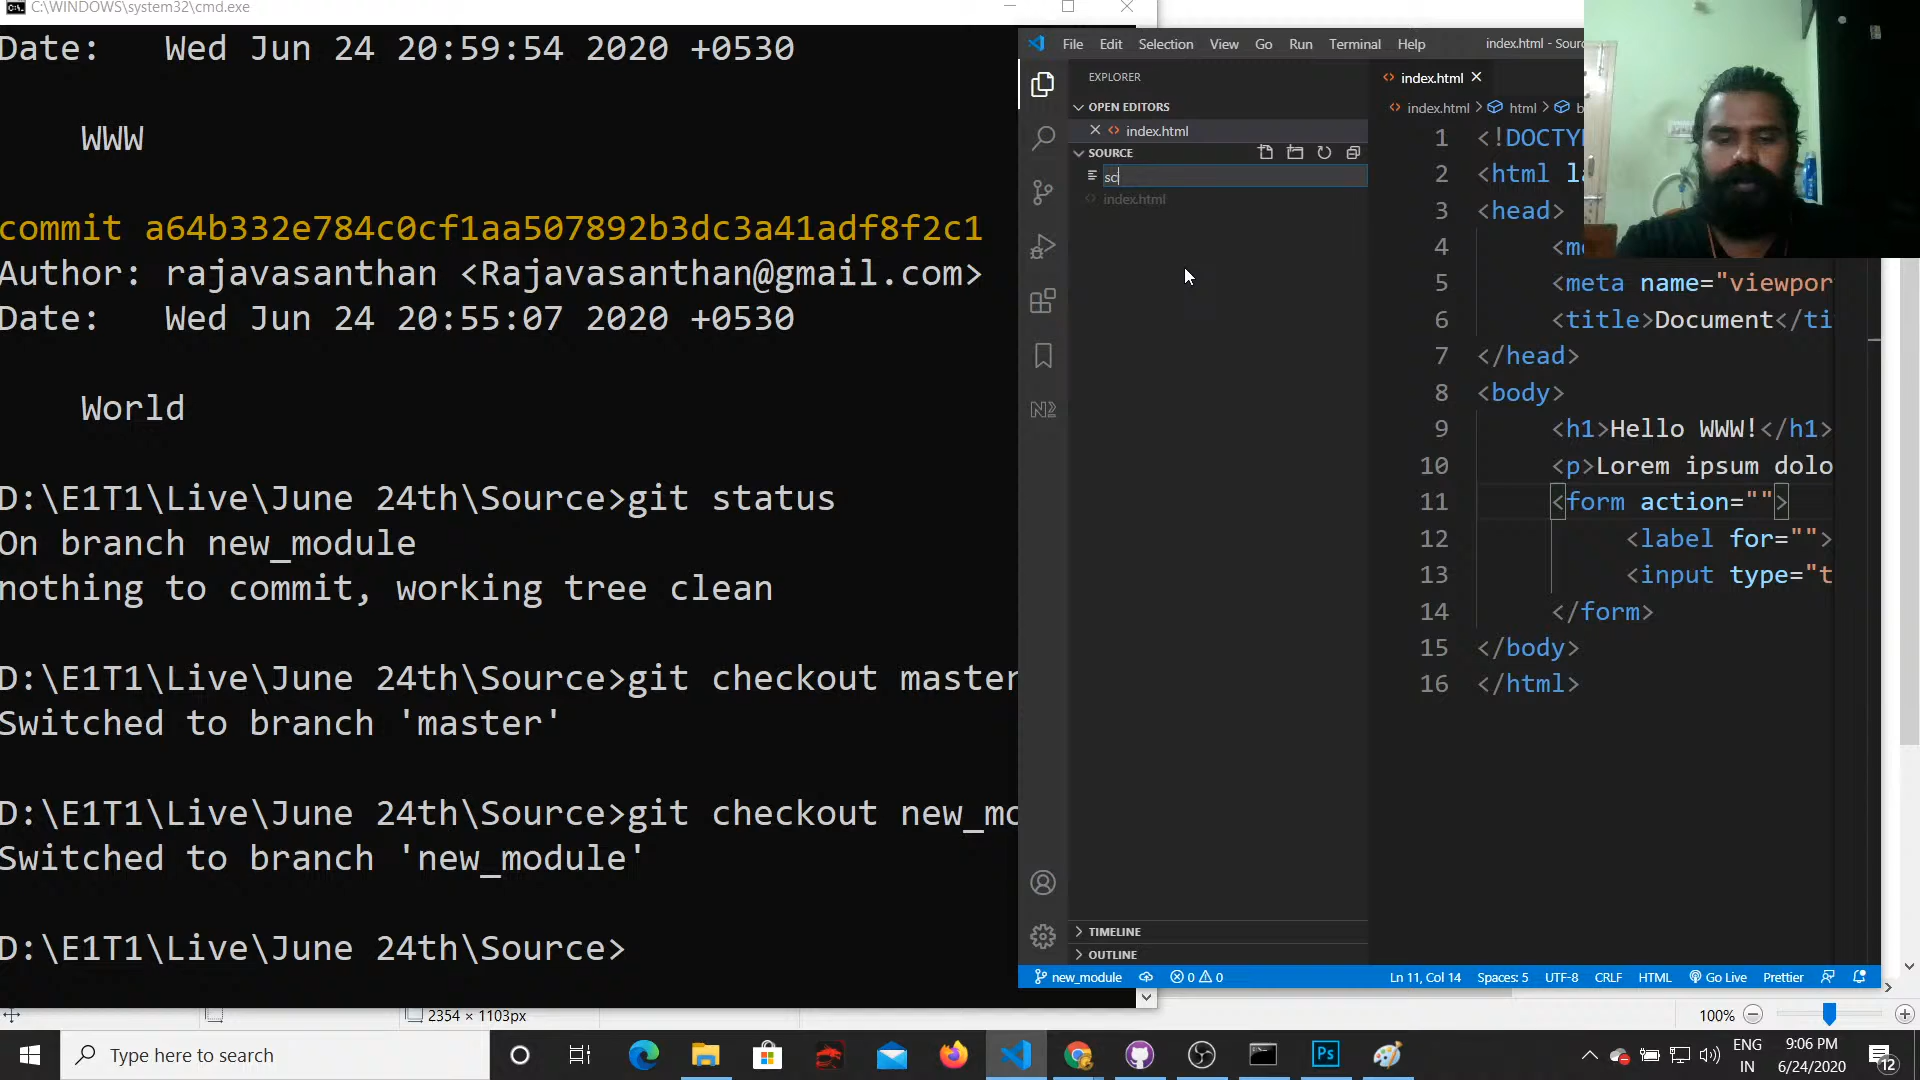 C:\WINDOWS\system32\cmd.exe
Date:   Wed Jun 24 20:59:54 2020 +0530
WWW
commit a64b332e784c0cf1aa507892b3dc3a41adf8f2c1
Author: rajavasanthan <Rajavasanthan@gmail.com>
Date:   Wed Jun 24 20:55:07 2020 +0530
World
D:\E1T1\Live\June 24th\Source>git status
On branch new_module
nothing to commit, working tree clean
D:\E1T1\Live\June 24th\Source>git checkout master
Switched to branch 'master'
D:\E1T1\Live\June 24th\Source>git checkout new_mo
Switched to branch 'new_module'
D:\E1T1\Live\June 24th\Source>
File Edit Selection View Go Run Terminal Help index.html - Sour
EXPLORER
OPEN EDITORS
index.html
SOURCE
sc
index.html
TIMELINE
OUTLINE
index.html
index.html > html > b
1 <!DOCTY
2 <html la
3 <head>
4 <me
5 <meta name="viewpor
6 <title>Document</ti
7 </head>
8 <body>
9 <h1>Hello WWW!</h1>
10 <p>Lorem ipsum dolo
11 <form action="">
12 <label for="">
13 <input type="t
14 </form>
15 </body>
16 </html>
new_module 0 0 Ln 11, Col 14 Spaces: 5 UTF-8 CRLF HTML Go Live Prettier
2354 × 1103px 100%
Type here to search
Ps
ENG
IN
9:06 PM
6/24/2020
12